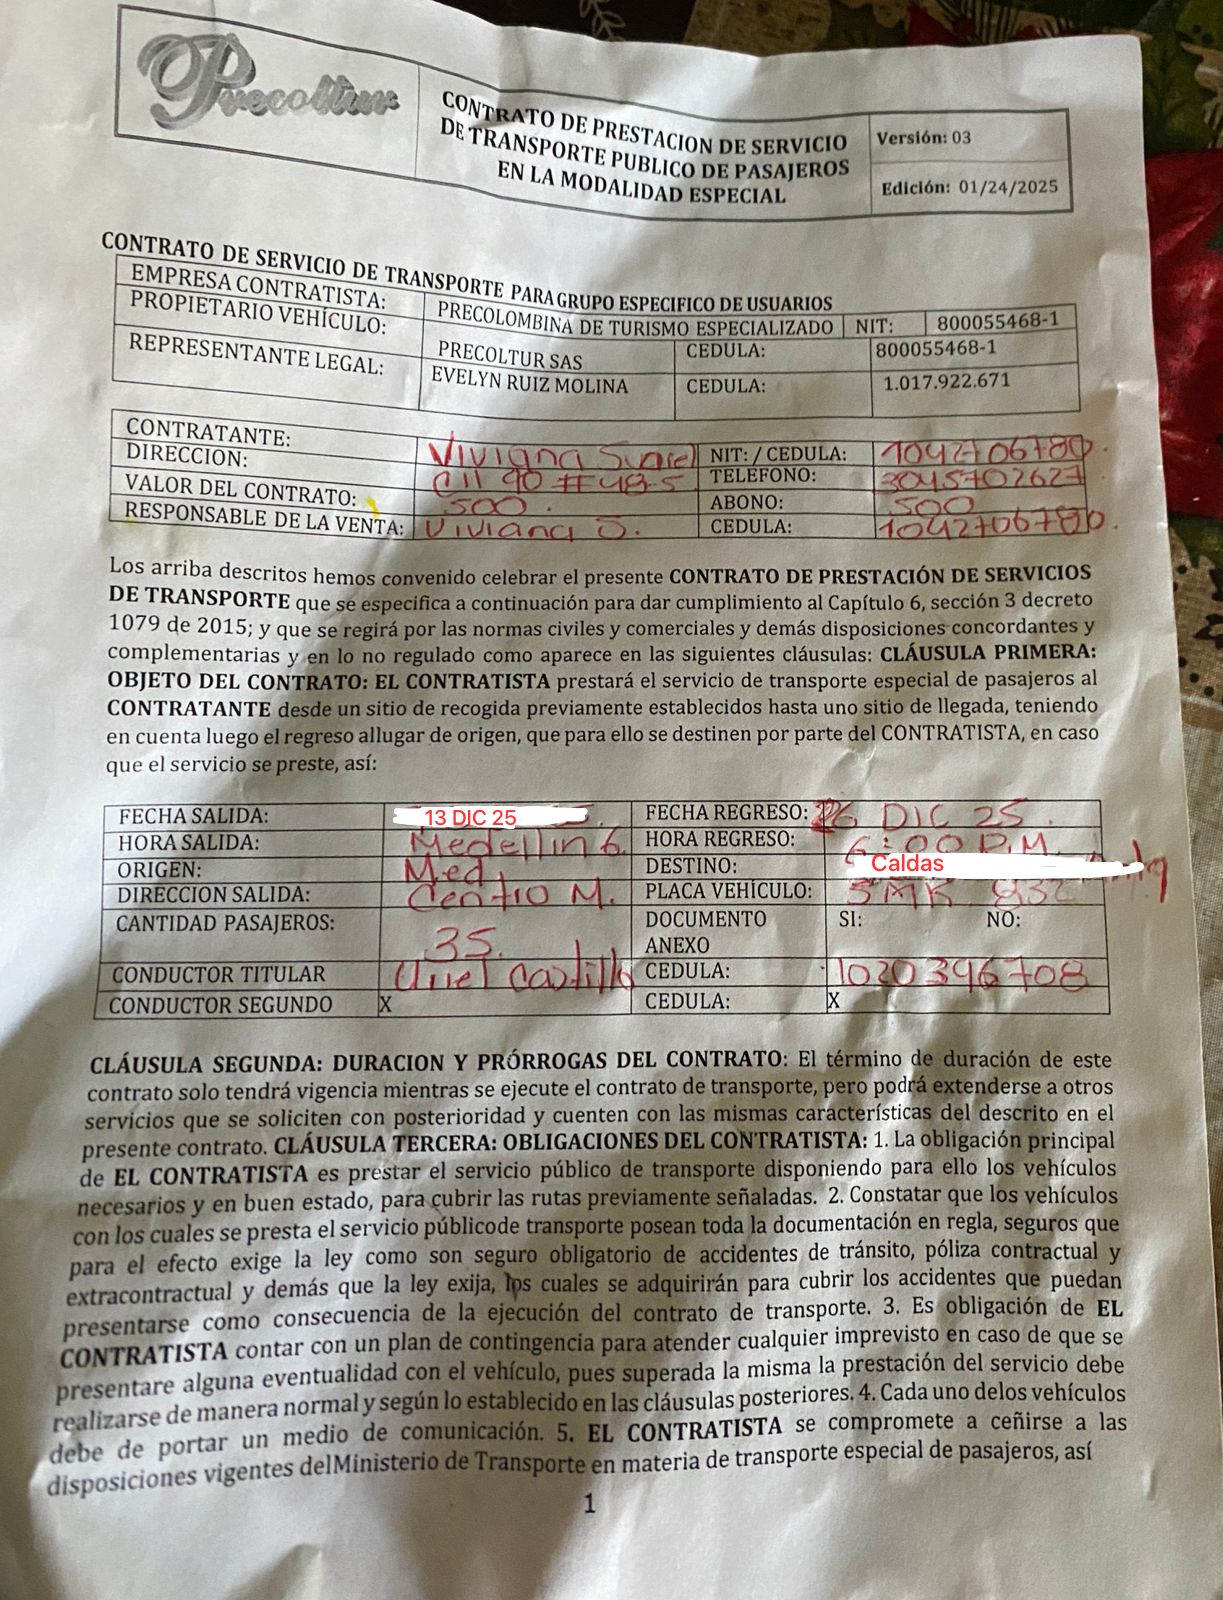 Precoltur
CONTRATO DE PRESTACION DE SERVICIO
DE TRANSPORTE PUBLICO DE PASAJEROS
EN LA MODALIDAD ESPECIAL
Versión: 03
Edición: 01/24/2025
CONTRATO DE SERVICIO DE TRANSPORTE PARA GRUPO ESPECIFICO DE USUARIOS
EMPRESA CONTRATISTA: PRECOLOMBINA DE TURISMO ESPECIALIZADO NIT: 800055468-1
PROPIETARIO VEHÍCULO: PRECOLTUR SAS CEDULA: 800055468-1
REPRESENTANTE LEGAL: EVELYN RUIZ MOLINA CEDULA: 1.017.922.671
CONTRATANTE: Viviana Suarel NIT: / CEDULA: 1042706780.
DIRECCION: Cll 90 # 48-5 TELEFONO: 3045702627
VALOR DEL CONTRATO: 500. ABONO: 500
RESPONSABLE DE LA VENTA: Viviana S. CEDULA: 1042706780.
Los arriba descritos hemos convenido celebrar el presente CONTRATO DE PRESTACIÓN DE SERVICIOS
DE TRANSPORTE que se especifica a continuación para dar cumplimiento al Capítulo 6, sección 3 decreto
1079 de 2015; y que se regirá por las normas civiles y comerciales y demás disposiciones concordantes y
complementarias y en lo no regulado como aparece en las siguientes cláusulas: CLÁUSULA PRIMERA:
OBJETO DEL CONTRATO: EL CONTRATISTA prestará el servicio de transporte especial de pasajeros al
CONTRATANTE desde un sitio de recogida previamente establecidos hasta uno sitio de llegada, teniendo
en cuenta luego el regreso allugar de origen, que para ello se destinen por parte del CONTRATISTA, en caso
que el servicio se preste, así:
FECHA SALIDA: 13 DIC 25 FECHA REGRESO: 26 DIC 25.
HORA SALIDA: Medellin 6. HORA REGRESO: 6:00 P.M.
ORIGEN: Med. DESTINO: Caldas
DIRECCION SALIDA: Centro M. PLACA VEHÍCULO: SMK 832
CANTIDAD PASAJEROS: 35. DOCUMENTO ANEXO SI: NO:
CONDUCTOR TITULAR Uriel Castillo CEDULA: 1020396708
CONDUCTOR SEGUNDO X CEDULA: X
CLÁUSULA SEGUNDA: DURACION Y PRÓRROGAS DEL CONTRATO: El término de duración de este
contrato solo tendrá vigencia mientras se ejecute el contrato de transporte, pero podrá extenderse a otros
servicios que se soliciten con posterioridad y cuenten con las mismas características del descrito en el
presente contrato. CLÁUSULA TERCERA: OBLIGACIONES DEL CONTRATISTA: 1. La obligación principal
de EL CONTRATISTA es prestar el servicio público de transporte disponiendo para ello los vehículos
necesarios y en buen estado, para cubrir las rutas previamente señaladas. 2. Constatar que los vehículos
con los cuales se presta el servicio públicode transporte posean toda la documentación en regla, seguros que
para el efecto exige la ley como son seguro obligatorio de accidentes de tránsito, póliza contractual y
extracontractual y demás que la ley exija, los cuales se adquirirán para cubrir los accidentes que puedan
presentarse como consecuencia de la ejecución del contrato de transporte. 3. Es obligación de EL
CONTRATISTA contar con un plan de contingencia para atender cualquier imprevisto en caso de que se
presentare alguna eventualidad con el vehículo, pues superada la misma la prestación del servicio debe
realizarse de manera normal y según lo establecido en las cláusulas posteriores. 4. Cada uno delos vehículos
debe de portar un medio de comunicación. 5. EL CONTRATISTA se compromete a ceñirse a las
disposiciones vigentes delMinisterio de Transporte en materia de transporte especial de pasajeros, así
1